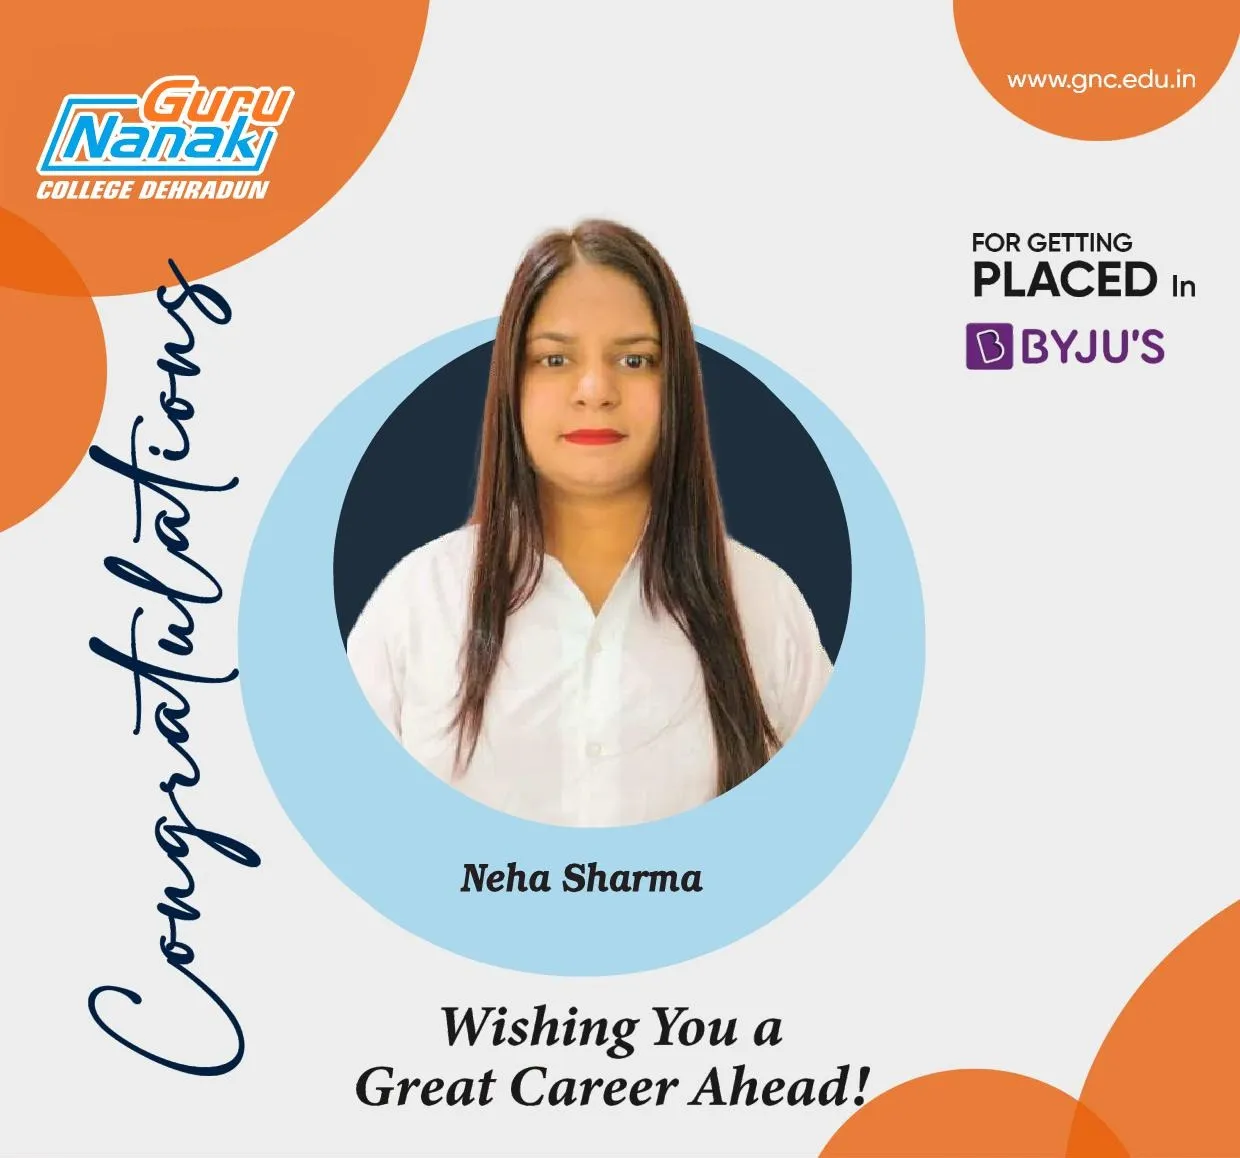 Guru
Nanak
COLLEGE DEHRADUN
www.gnc.edu.in
Congratulations
FOR GETTING
PLACED In
BYJU'S
Neha Sharma
Wishing You a
Great Career Ahead!